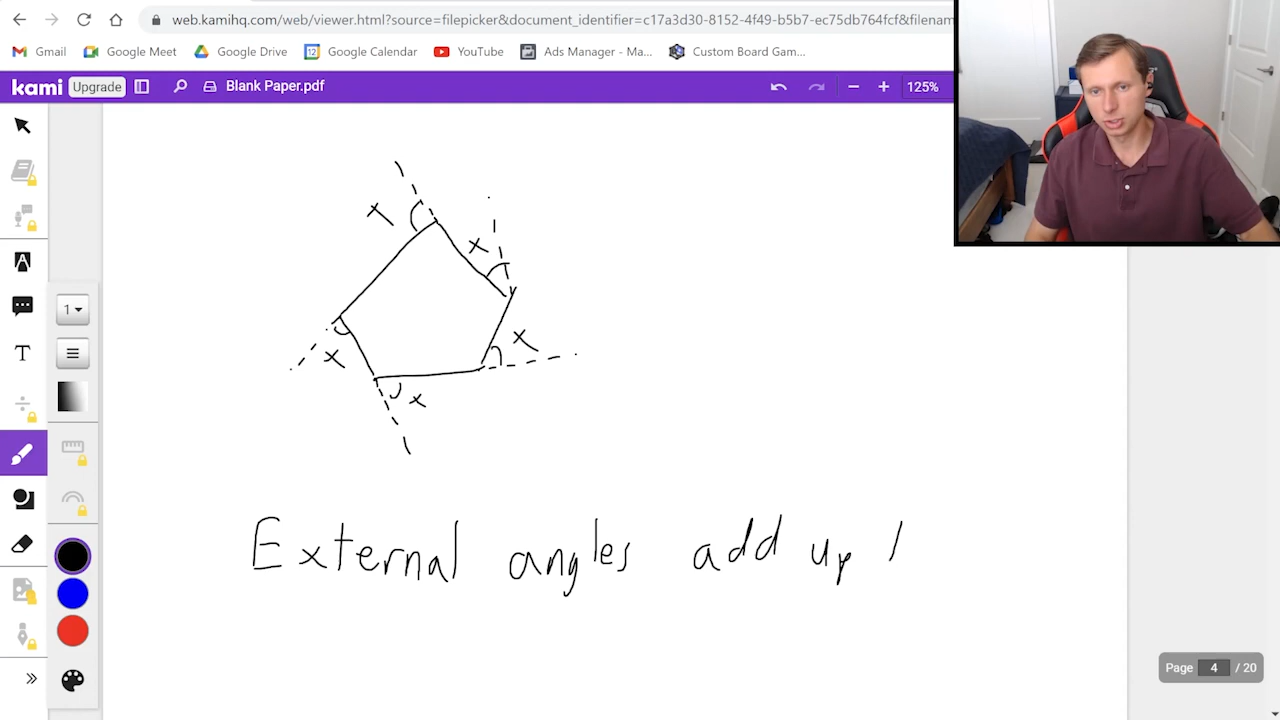 web.kamihq.com/web/viewer.html?source=filepicker&document_identifier=c17a3d30-8152-4f49-b5b7-ec75db764fcf&filenam
Gmail Google Meet Google Drive Google Calendar YouTube Ads Manager - Ma... Custom Board Gam...
kami Upgrade Blank Paper.pdf 125%
x
x
x
x
x
1
T
External angles add up
Page 4 / 20